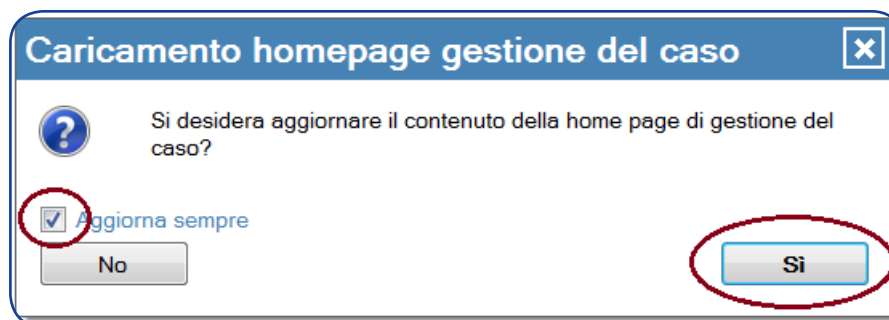 Caricamento homepage gestione del caso
Si desidera aggiornare il contenuto della home page di gestione del
caso?
Aggiorna sempre
No
Sì